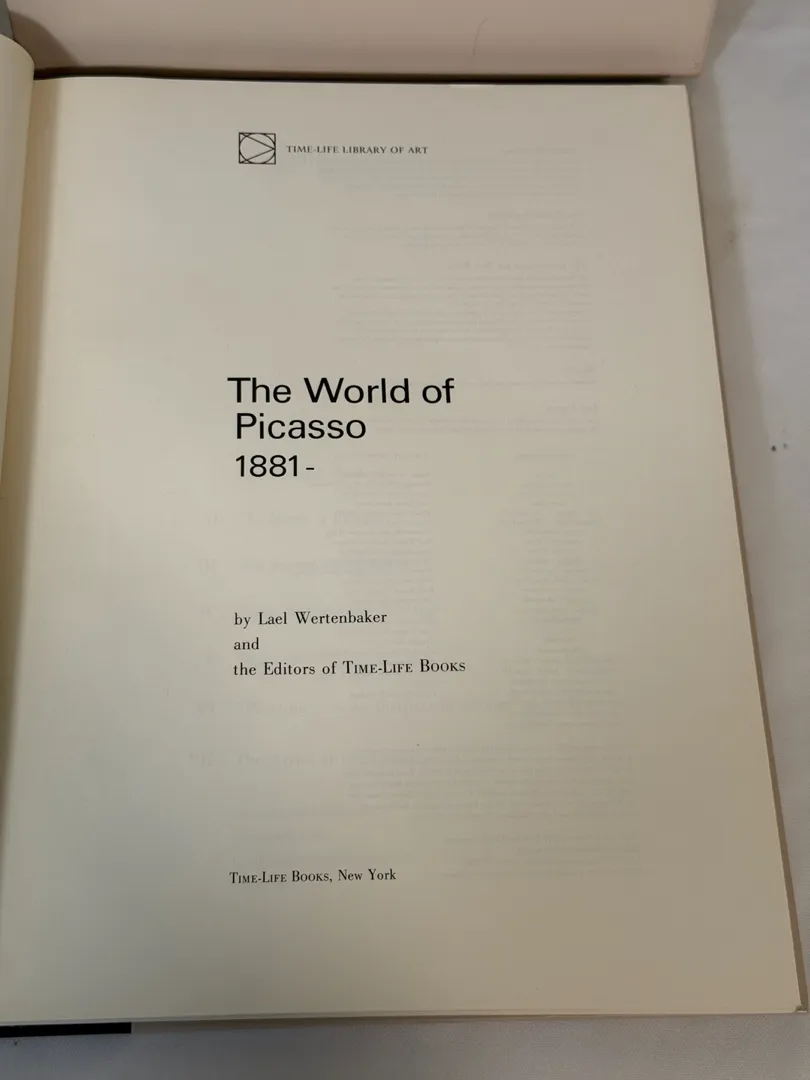 TIME-LIFE LIBRARY OF ART
The World of
Picasso
1881-
by Lael Wertenbaker
and
the Editors of TIME-LIFE BOOKS
TIME-LIFE BOOKS, New York